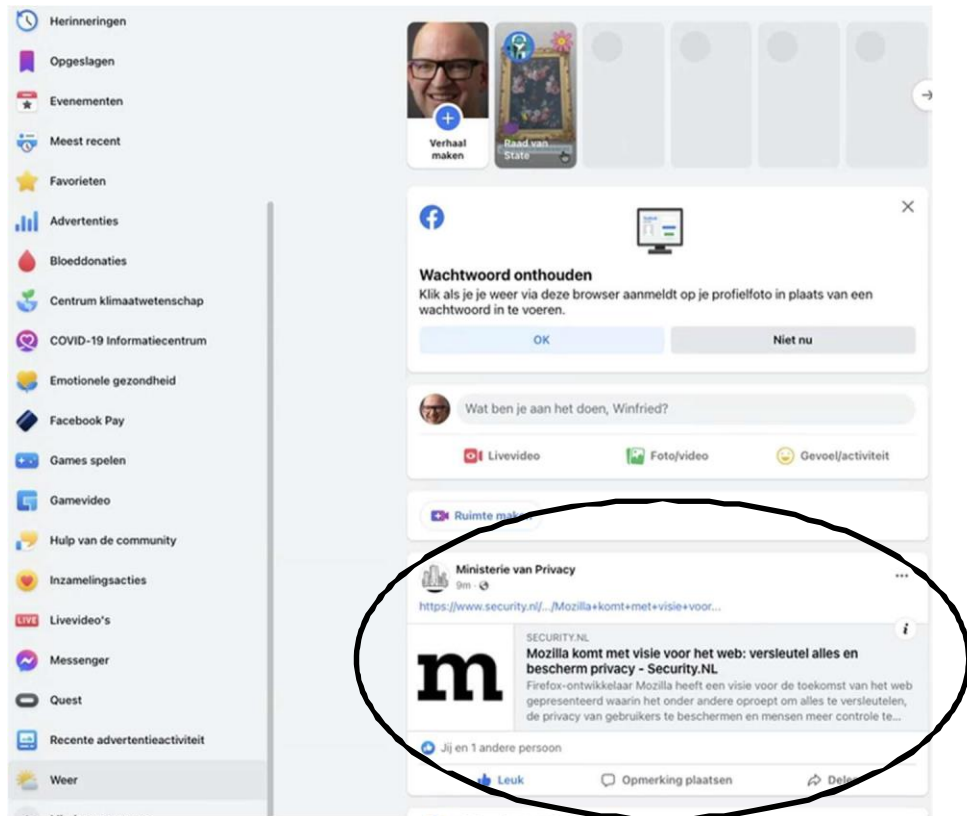 Herinneringen
Opgeslagen
Evenementen
Meest recent
Favorieten
Advertenties
Bloeddonaties
Centrum klimaatwetenschap
COVID-19 Informatiecentrum
Emotionele gezondheid
Facebook Pay
Games spelen
Gamevideo
Hulp van de community
Inzamelingsacties
LIVE Livevideo's
Messenger
Quest
Recente advertentieactiviteit
Weer
Verhaal
maken
Raad van
State
Wachtwoord onthouden
Klik als je je weer via deze browser aanmeldt op je profielfoto in plaats van een
wachtwoord in te voeren.
OK Niet nu
Wat ben je aan het doen, Winfried?
Livevideo Foto/video Gevoel/activiteit
Ruimte maken
Ministerie van Privacy
9m ·
https://www.security.nl/.../Mozilla+komt+met+visie+voor...
m
SECURITY.NL
Mozilla komt met visie voor het web: versleutel alles en
bescherm privacy - Security.NL
Firefox-ontwikkelaar Mozilla heeft een visie voor de toekomst van het web
gepresenteerd waarin het onder andere oproept om alles te versleutelen,
de privacy van gebruikers te beschermen en mensen meer controle te...
Jij en 1 andere persoon
Leuk Opmerking plaatsen Delen